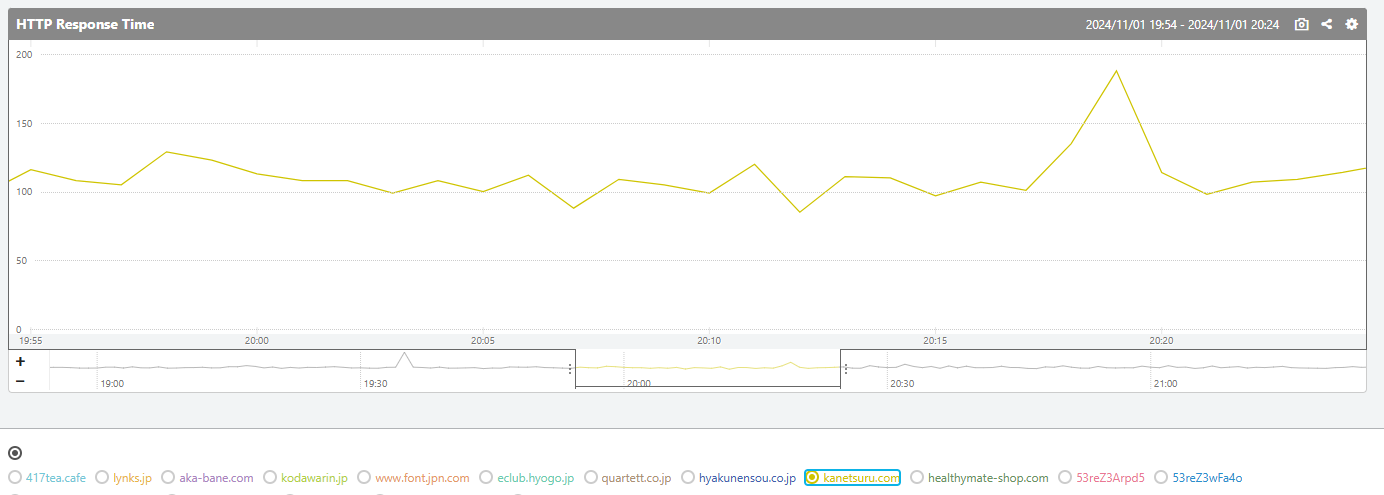 HTTP Response Time 2024/11/01 19:54 - 2024/11/01 20:24
200
150
100
50
0
19:55 20:00 20:05 20:10 20:15 20:20
+
−
19:00 19:30 20:00 20:30 21:00
417tea.cafe lynks.jp aka-bane.com kodawarin.jp www.font.jpn.com eclub.hyogo.jp quartett.co.jp hyakunensou.co.jp kanetsuru.com healthymate-shop.com 53reZ3Arpd5 53reZ3wFa4o